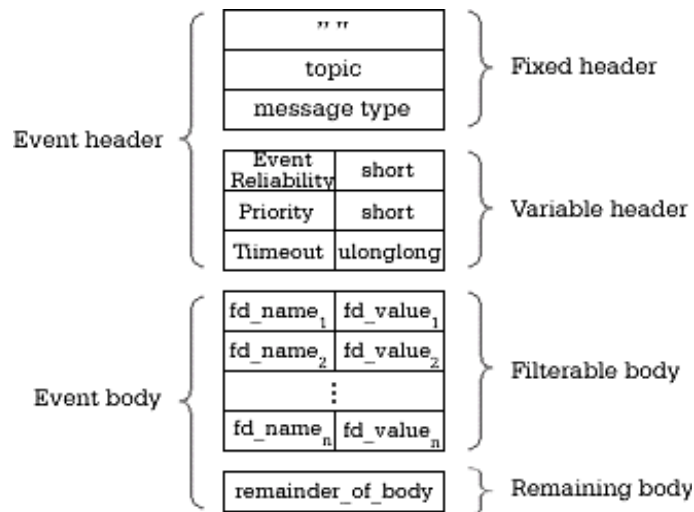 " "
topic
message type
Fixed header
Event header
Event Reliability short
Priority short
Tiimeout ulonglong
Variable header
fd_name1 fd_value1
fd_name2 fd_value2
⋮
fd_namen fd_valuen
Filterable body
Event body
remainder_of_body
Remaining body